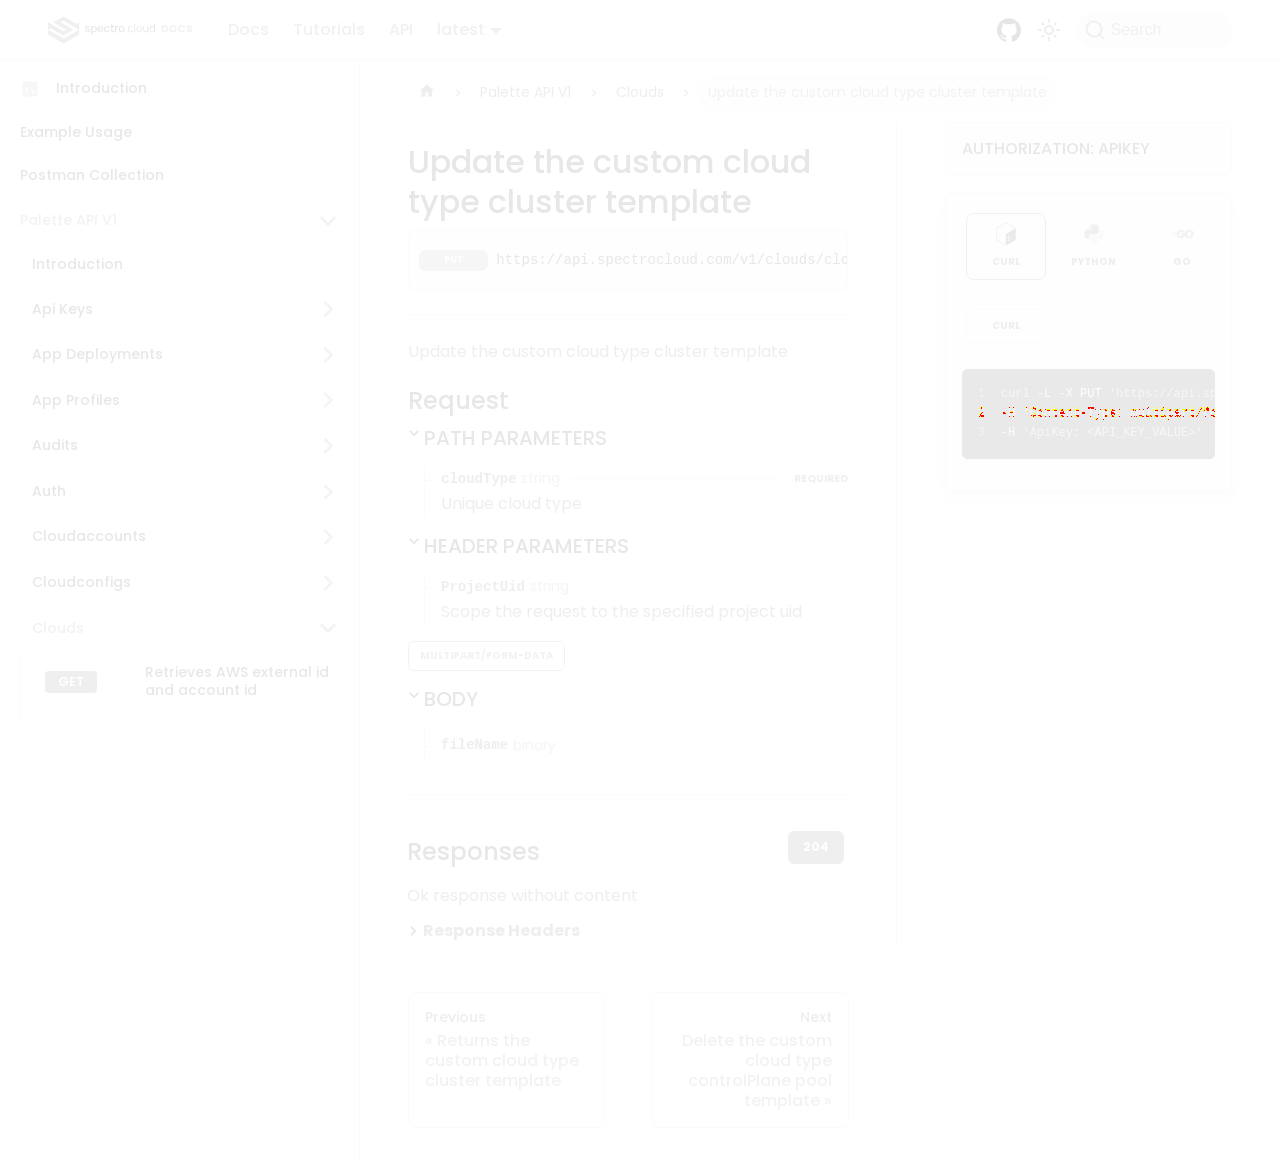 spectro cloud DOCS
Docs Tutorials API latest
Search
Introduction
Example Usage
Postman Collection
Palette API V1
Introduction
Api Keys
App Deployments
App Profiles
Audits
Auth
Cloudaccounts
Cloudconfigs
Clouds
GET Retrieves AWS external id
and account id
Palette API V1 Clouds Update the custom cloud type cluster template
Update the custom cloud
type cluster template
PUT https://api.spectrocloud.com/v1/clouds/clo
Update the custom cloud type cluster template
Request
PATH PARAMETERS
cloudType string REQUIRED
Unique cloud type
HEADER PARAMETERS
ProjectUid string
Scope the request to the specified project uid
MULTIPART/FORM-DATA
BODY
fileName binary
Responses
204
Ok response without content
Response Headers
Previous
« Returns the
custom cloud type
cluster template
Next
Delete the custom
cloud type
controlPlane pool
template »
AUTHORIZATION: APIKEY
CURL PYTHON GO
CURL
1 curl -L -X PUT 'https://api.sp
2 -H
3 -H 'ApiKey: <API_KEY_VALUE>'